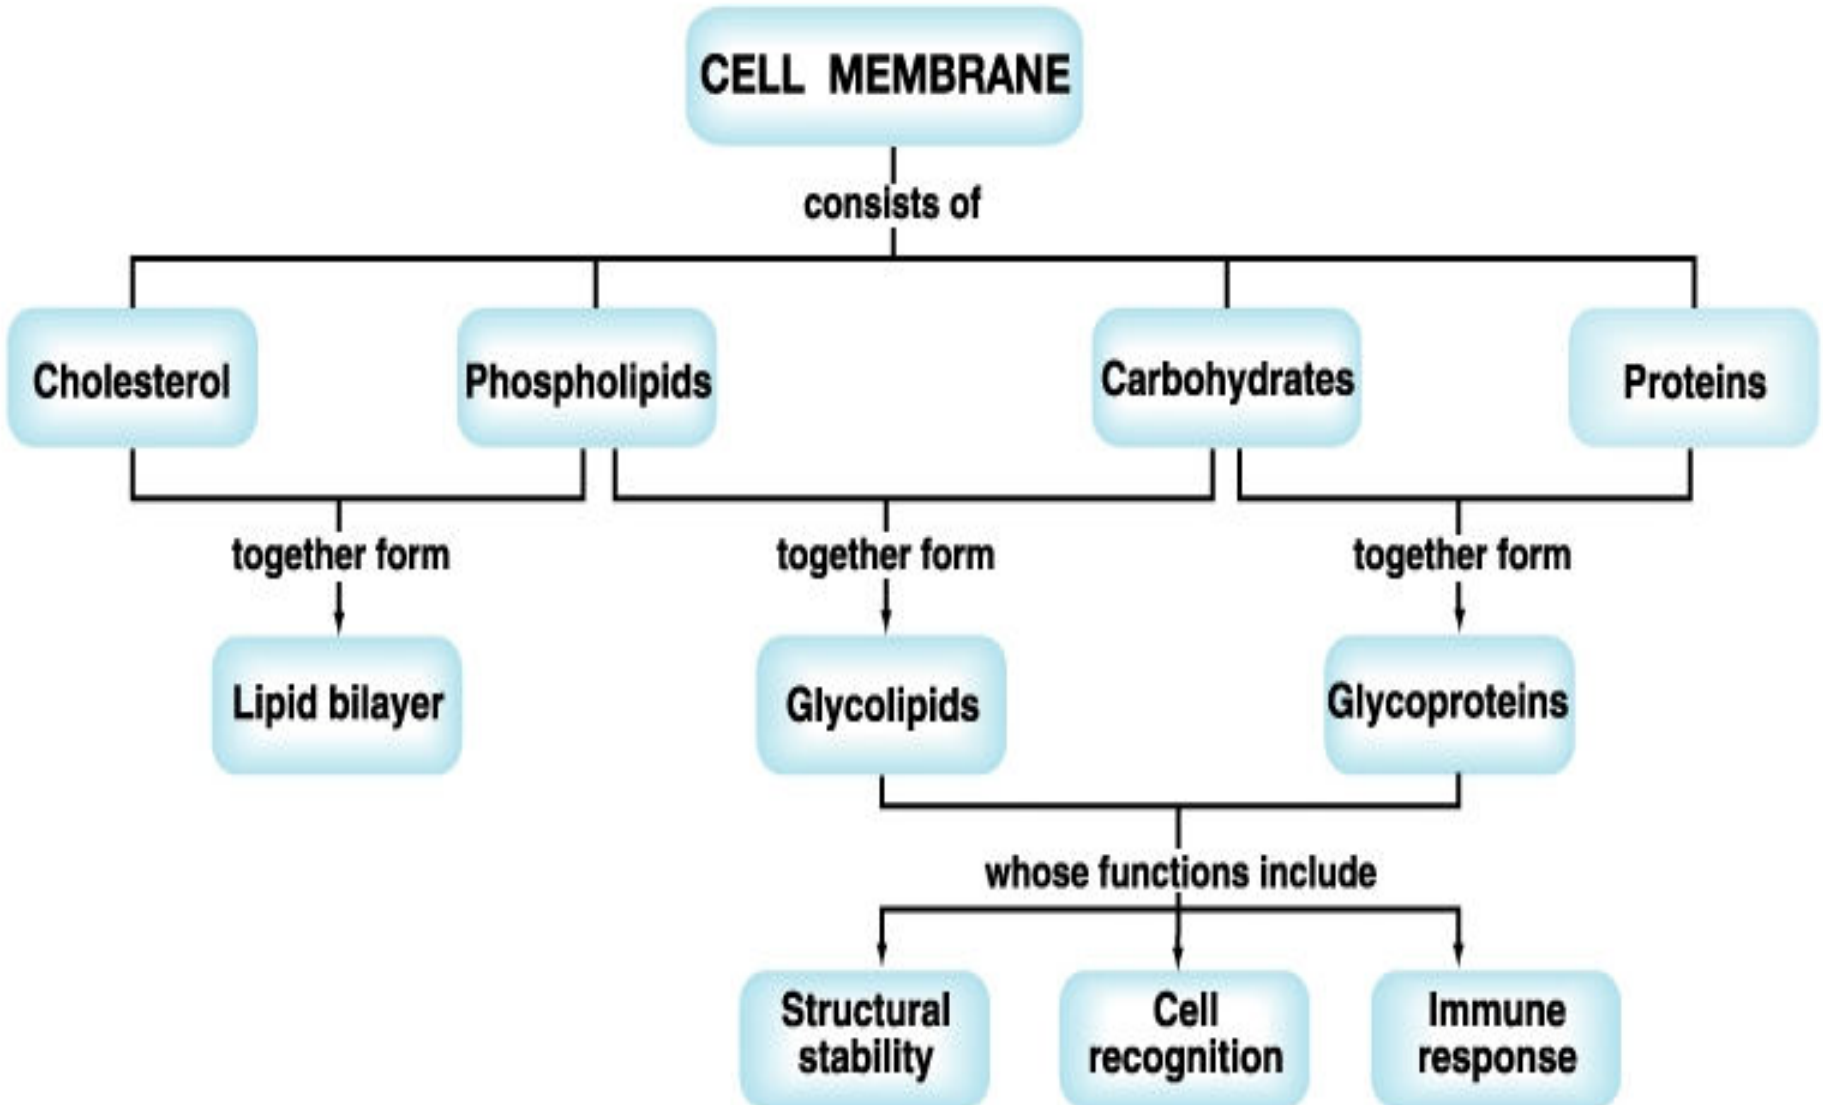 CELL MEMBRANE
consists of
Cholesterol
Phospholipids
Carbohydrates
Proteins
together form
together form
together form
Lipid bilayer
Glycolipids
Glycoproteins
whose functions include
Structural
stability
Cell
recognition
Immune
response